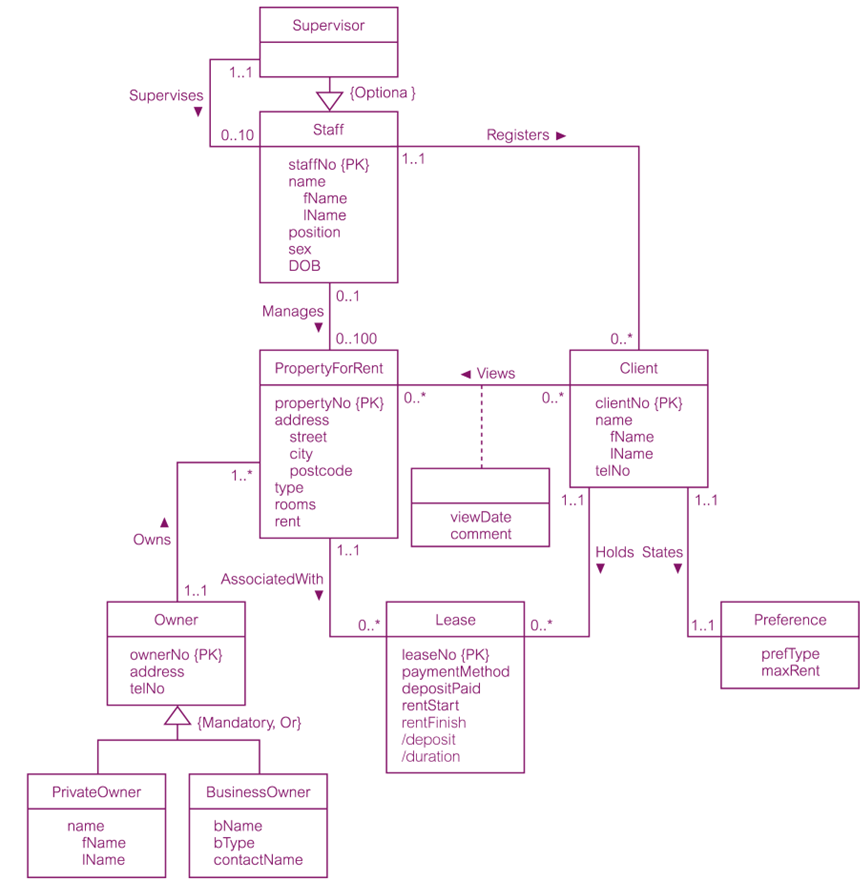 Supervisor
1..1
{Optiona }
Supervises ▼
0..10
Staff
Registers ►
1..1
staffNo {PK}
name
fName
lName
position
sex
DOB
0..1
Manages ▼
0..100
0..*
PropertyForRent
◄ Views
Client
0..*
0..*
propertyNo {PK}
address
street
city
postcode
type
rooms
rent
clientNo {PK}
name
fName
lName
telNo
1..*
1..1
1..1
viewDate
comment
▲
Owns
1..1
Holds ▼
States ▼
AssociatedWith ▼
1..1
Owner
0..*
Lease
0..*
1..1
Preference
ownerNo {PK}
address
telNo
leaseNo {PK}
paymentMethod
depositPaid
rentStart
rentFinish
/deposit
/duration
prefType
maxRent
{Mandatory, Or}
PrivateOwner
BusinessOwner
name
fName
lName
bName
bType
contactName